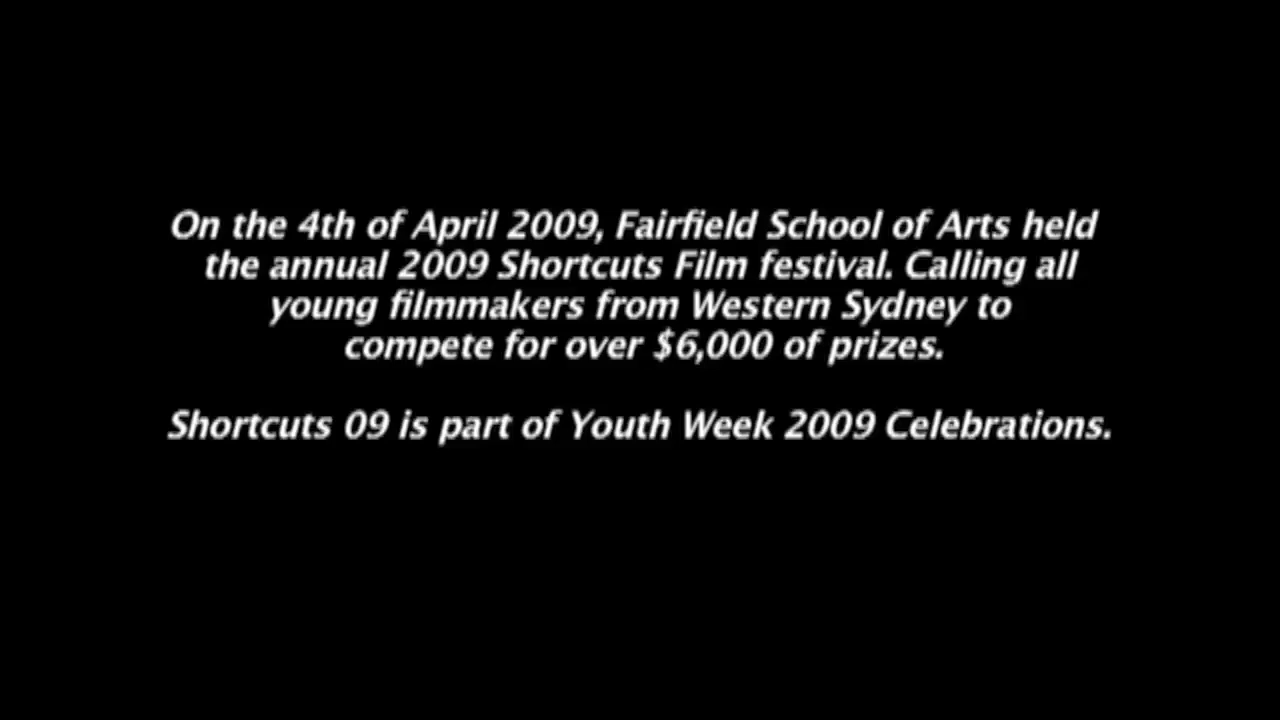 On the 4th of April 2009, Fairfield School of Arts held
the annual 2009 Shortcuts Film festival. Calling all
young filmmakers from Western Sydney to
compete for over $6,000 of prizes.
Shortcuts 09 is part of Youth Week 2009 Celebrations.